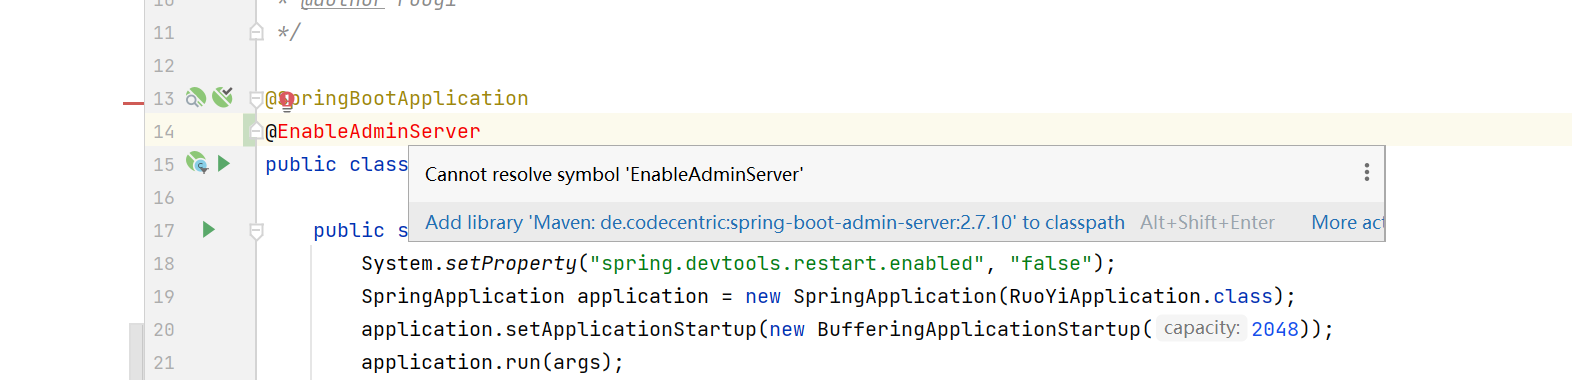 10 * @author ruoyi
11 */
12
13 @SpringBootApplication
14 @EnableAdminServer
15 public class
Cannot resolve symbol 'EnableAdminServer'
16
Add library 'Maven: de.codecentric:spring-boot-admin-server:2.7.10' to classpath Alt+Shift+Enter More act
17 public s
18 System.setProperty("spring.devtools.restart.enabled", "false");
19 SpringApplication application = new SpringApplication(RuoYiApplication.class);
20 application.setApplicationStartup(new BufferingApplicationStartup( capacity: 2048));
21 application.run(args);